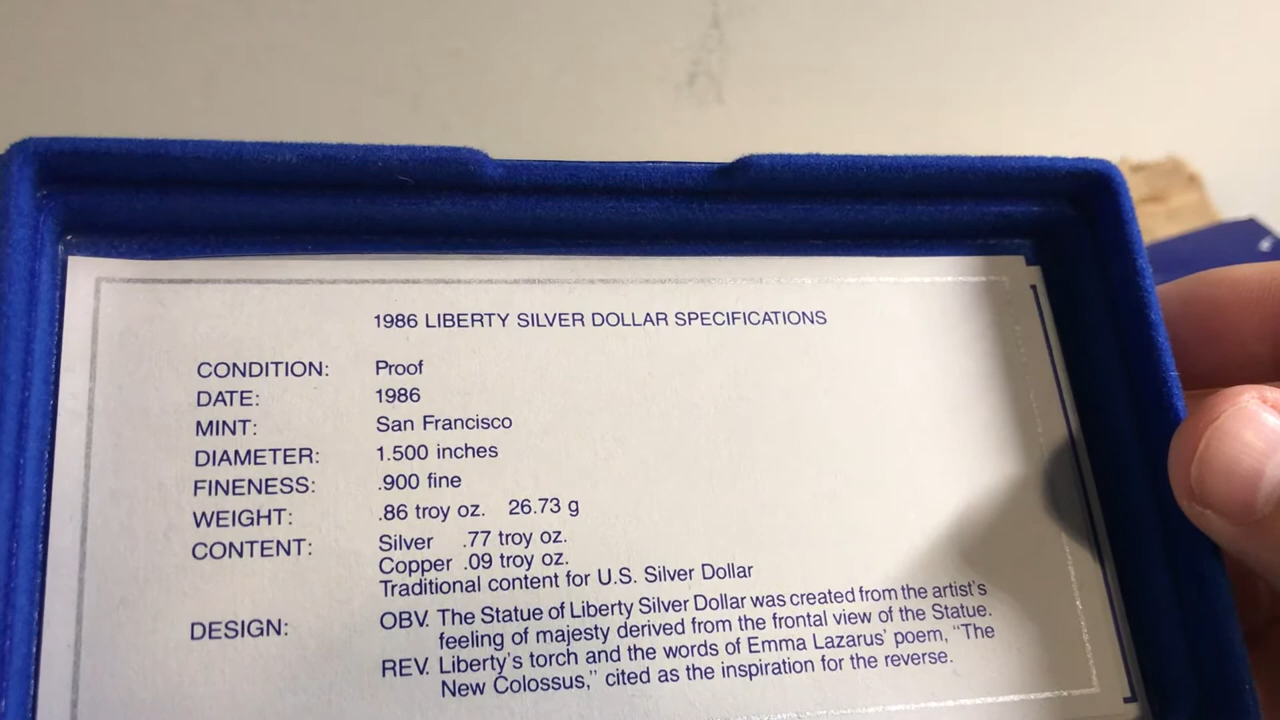 1986 LIBERTY SILVER DOLLAR SPECIFICATIONS
CONDITION: Proof
DATE: 1986
MINT: San Francisco
DIAMETER: 1.500 inches
FINENESS: .900 fine
WEIGHT: .86 troy oz. 26.73 g
CONTENT: Silver .77 troy oz.
Copper .09 troy oz.
Traditional content for U.S. Silver Dollar
DESIGN: OBV. The Statue of Liberty Silver Dollar was created from the artist's
feeling of majesty derived from the frontal view of the Statue.
REV. Liberty's torch and the words of Emma Lazarus' poem, "The
New Colossus," cited as the inspiration for the reverse.